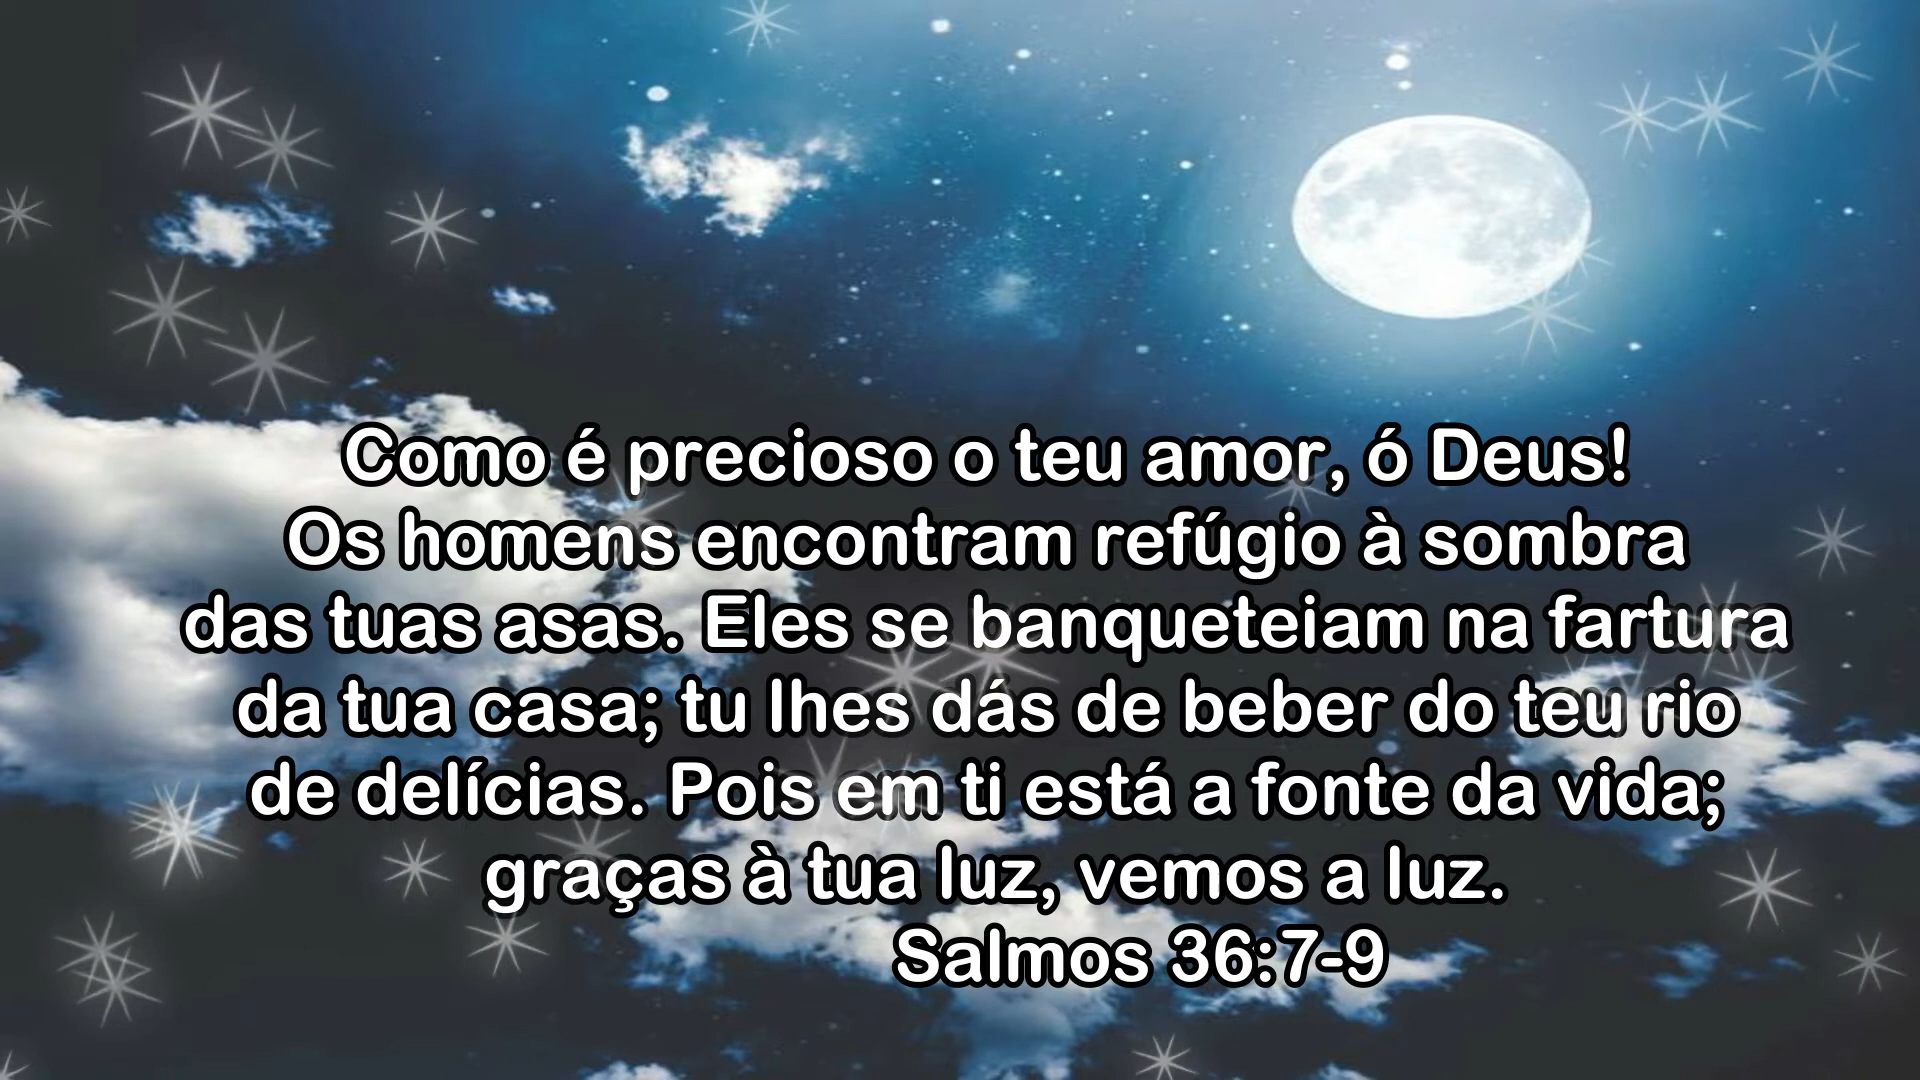 Como é precioso o teu amor, ó Deus!
Os homens encontram refúgio à sombra
das tuas asas. Eles se banqueteiam na fartura
da tua casa; tu lhes dás de beber do teu rio
de delícias. Pois em ti está a fonte da vida;
graças à tua luz, vemos a luz.
Salmos 36:7-9